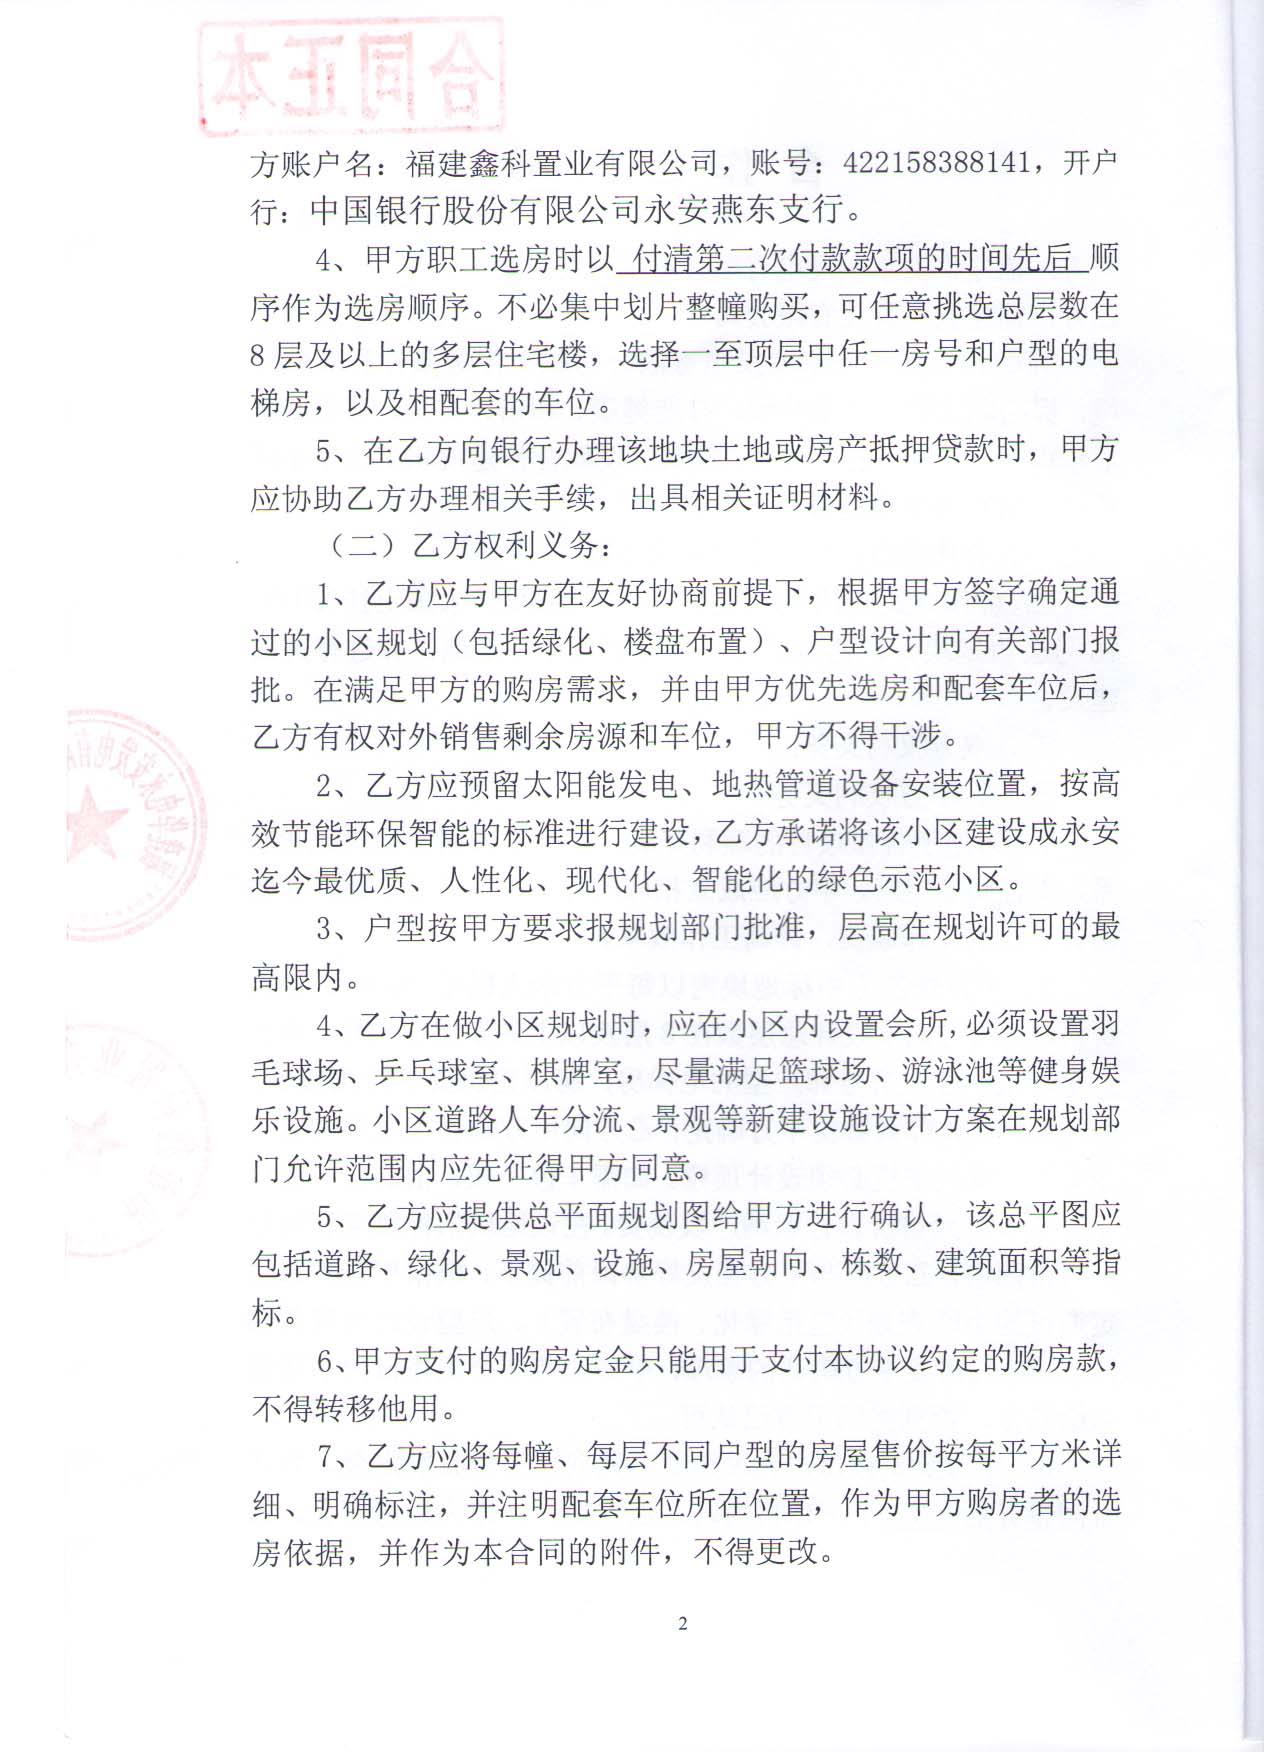 合同正本
方账户名：福建鑫科置业有限公司，账号：422158388141，开户
行：中国银行股份有限公司永安燕东支行。
4、甲方职工选房时以 付清第二次付款款项的时间先后 顺
序作为选房顺序。不必集中划片整幢购买，可任意挑选总层数在
8 层及以上的多层住宅楼，选择一至顶层中任一房号和户型的电
梯房，以及相配套的车位。
5、在乙方向银行办理该地块土地或房产抵押贷款时，甲方
应协助乙方办理相关手续，出具相关证明材料。
（二）乙方权利义务：
1、乙方应与甲方在友好协商前提下，根据甲方签字确定通
过的小区规划（包括绿化、楼盘布置）、户型设计向有关部门报
批。在满足甲方的购房需求，并由甲方优先选房和配套车位后，
乙方有权对外销售剩余房源和车位，甲方不得干涉。
2、乙方应预留太阳能发电、地热管道设备安装位置，按高
效节能环保智能的标准进行建设，乙方承诺将该小区建设成永安
迄今最优质、人性化、现代化、智能化的绿色示范小区。
3、户型按甲方要求报规划部门批准，层高在规划许可的最
高限内。
4、乙方在做小区规划时，应在小区内设置会所,必须设置羽
毛球场、乒乓球室、棋牌室，尽量满足篮球场、游泳池等健身娱
乐设施。小区道路人车分流、景观等新建设施设计方案在规划部
门允许范围内应先征得甲方同意。
5、乙方应提供总平面规划图给甲方进行确认，该总平图应
包括道路、绿化、景观、设施、房屋朝向、栋数、建筑面积等指
标。
6、甲方支付的购房定金只能用于支付本协议约定的购房款，
不得转移他用。
7、乙方应将每幢、每层不同户型的房屋售价按每平方米详
细、明确标注，并注明配套车位所在位置，作为甲方购房者的选
房依据，并作为本合同的附件，不得更改。
2